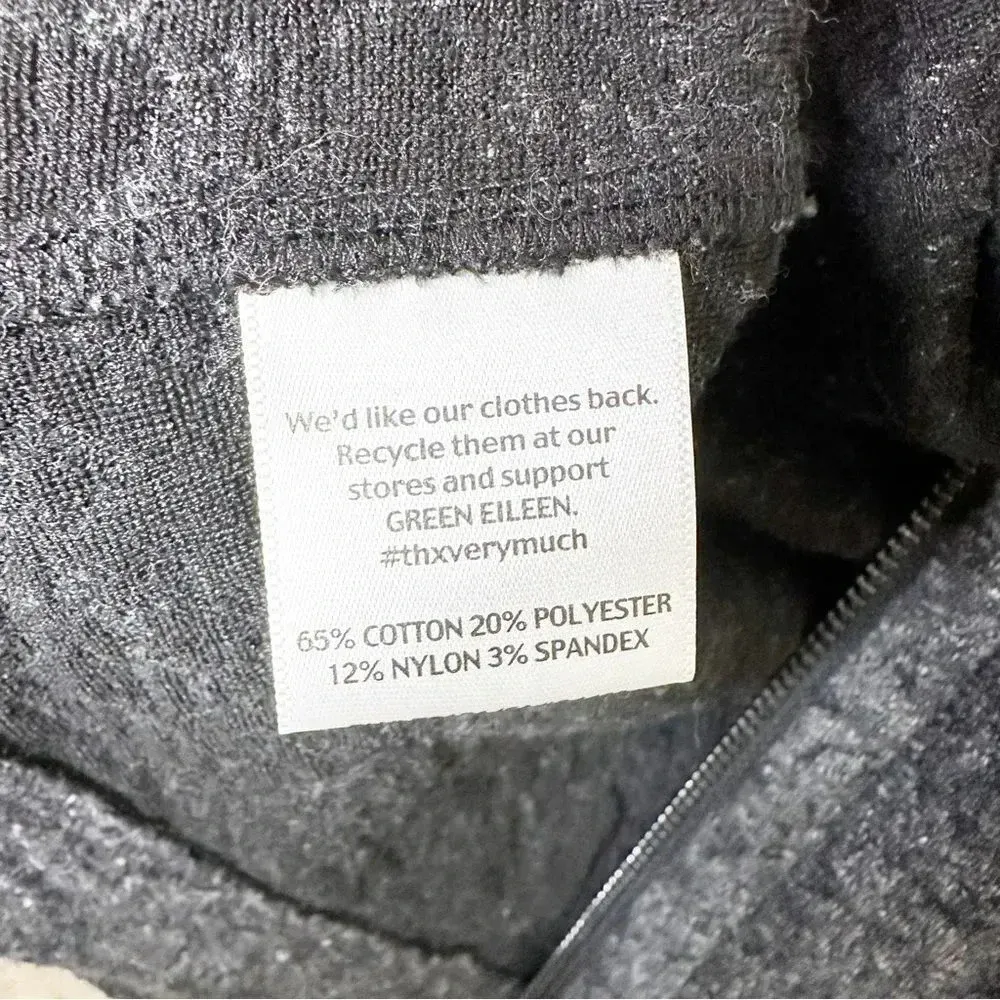 We'd like our clothes back.
Recycle them at our
stores and support
GREEN EILEEN.
#thxverymuch
65% COTTON 20% POLYESTER
12% NYLON 3% SPANDEX